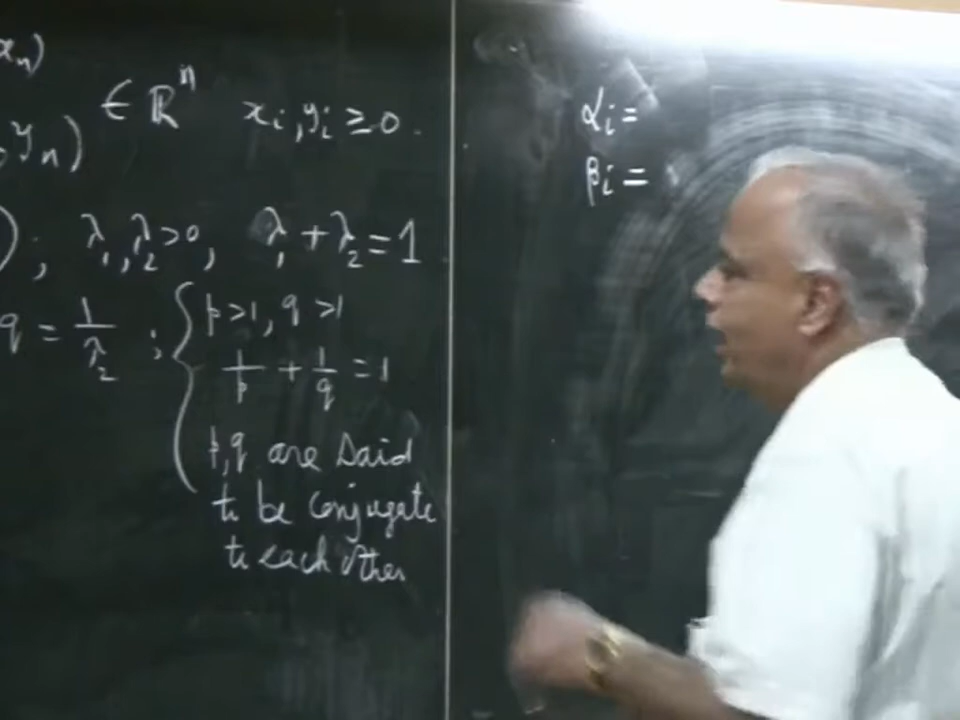 xₙ)
∈ ℝⁿ xᵢ, yᵢ ≥ 0.
, yₙ)
); λ₁, λ₂ > 0, λ₁ + λ₂ = 1
q = 1/λ₂ ; { p > 1, q > 1
1/p + 1/q = 1
p, q are said
to be conjugate
to each other
αᵢ =
βᵢ =